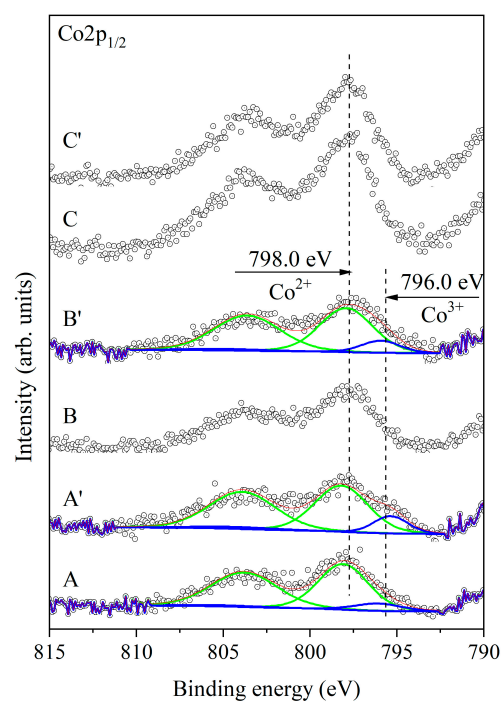 Co2p1/2
C'
C
798.0 eV
Co2+
796.0 eV
Co3+
B'
B
A'
A
Intensity (arb. units)
815 810 805 800 795 790
Binding energy (eV)